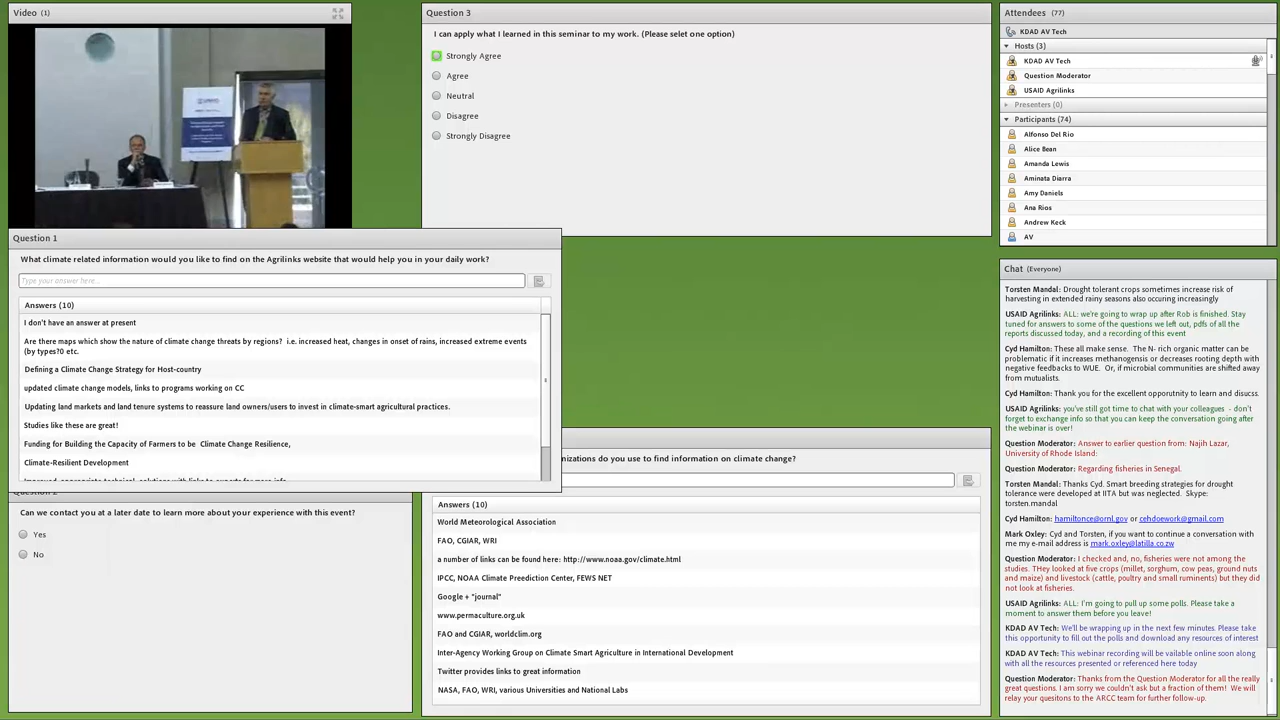 Video (1)
Question 3
I can apply what I learned in this seminar to my work. (Please selet one option)
Strongly Agree
Agree
Neutral
Disagree
Strongly Disagree
Question 1
What climate related information would you like to find on the Agrilinks website that would help you in your daily work?
Type your answer here...
Answers (10)
I don't have an answer at present
Are there maps which show the nature of climate change threats by regions? i.e. increased heat, changes in onset of rains, increased extreme events
(by types?0 etc.
Defining a Climate Change Strategy for Host-country
updated climate change models, links to programs working on CC
Updating land markets and land tenure systems to reassure land owners/users to invest in climate-smart agricultural practices.
Studies like these are great!
Funding for Building the Capacity of Farmers to be Climate Change Resilience,
Climate-Resilient Development
Improved, appropriate technical, solutions with links to experts for more info
Can we contact you at a later date to learn more about your experience with this event?
Yes
No
nizations do you use to find information on climate change?
Answers (10)
World Meteorological Association
FAO, CGIAR, WRI
a number of links can be found here: http://www.noaa.gov/climate.html
IPCC, NOAA Climate Preediction Center, FEWS NET
Google + "journal"
www.permaculture.org.uk
FAO and CGIAR, worldclim.org
Inter-Agency Working Group on Climate Smart Agriculture in International Development
Twitter provides links to great information
NASA, FAO, WRI, various Universities and National Labs
Attendees (77)
KDAD AV Tech
Hosts (3)
KDAD AV Tech
Question Moderator
USAID Agrilinks
Presenters (0)
Participants (74)
Alfonso Del Rio
Alice Bean
Amanda Lewis
Aminata Diarra
Amy Daniels
Ana Rios
Andrew Keck
AV
Chat (Everyone)
Torsten Mandal: Drought tolerant crops sometimes increase risk of
harvesting in extended rainy seasons also occuring increasingly
USAID Agrilinks: ALL: we're going to wrap up after Rob is finished. Stay
tuned for answers to some of the questions we left out, pdfs of all the
reports discussed today, and a recording of this event
Cyd Hamilton: These all make sense. The N- rich organic matter can be
problematic if it increases methanogensis or decreases rooting depth with
negative feedbacks to WUE. Or, if microbial communities are shifted away
from mutualists.
Cyd Hamilton: Thank you for the excellent opporutnity to learn and discuss.
USAID Agrilinks: you've still got time to chat with your colleagues - don't
forget to exchange info so that you can keep the conversation going after
the webinar is over!
Question Moderator: Answer to earlier question from: Najih Lazar,
University of Rhode Island:
Question Moderator: Regarding fisheries in Senegal.
Torsten Mandal: Thanks Cyd. Smart breeding strategies for drought
tolerance were developed at IITA but was neglected. Skype:
torsten.mandal
Cyd Hamilton: hamiltonce@ornl.gov or cehdoework@gmail.com
Mark Oxley: Cyd and Torsten, if you want to continue a conversation with
me my e-mail address is mark.oxley@latilla.co.zw
Question Moderator: I checked and, no, fisheries were not among the
studies. THey looked at five crops (millet, sorghum, cow peas, ground nuts
and maize) and livestock (cattle, poultry and small ruminents) but they did
not look at fisheries.
USAID Agrilinks: ALL: I'm going to pull up some polls. Please take a
moment to answer them before you leave!
KDAD AV Tech: We'll be wrapping up in the next few minutes. Please take
this opportunity to fill out the polls and download any resources of interest
KDAD AV Tech: This webinar recording will be vailable online soon along
with all the resources presented or referenced here today
Question Moderator: Thanks from the Question Moderator for all the really
great questions. I am sorry we couldn't ask but a fraction of them! We will
relay your quesitons to the ARCC team for further follow-up.